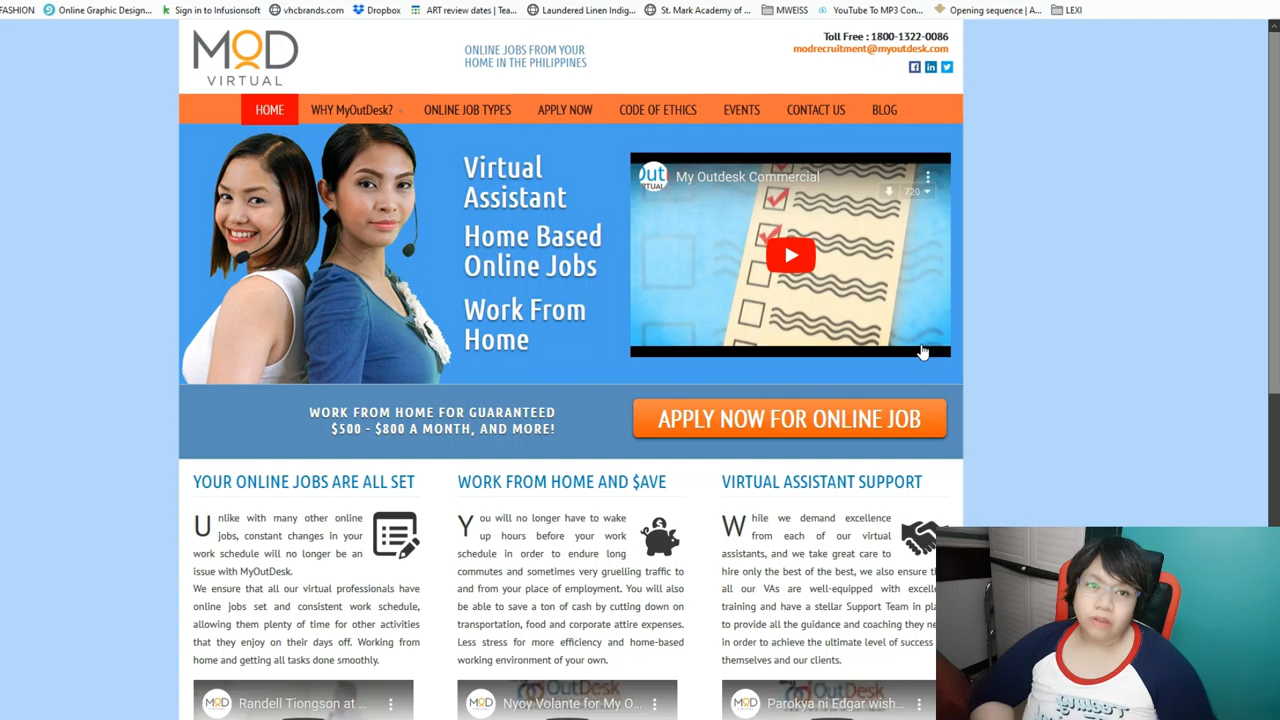 FASHION
Online Graphic Design...
Sign in to Infusionsoft
vhcbrands.com
Dropbox
ART review dates | Tea...
Laundered Linen Indig...
St. Mark Academy of ...
MWEISS
YouTube To MP3 Con...
Opening sequence | A...
LEXI
MOD
VIRTUAL
ONLINE JOBS FROM YOUR
HOME IN THE PHILIPPINES
Toll Free : 1800-1322-0086
modrecruitment@myoutdesk.com
HOME
WHY MyOutDesk?
ONLINE JOB TYPES
APPLY NOW
CODE OF ETHICS
EVENTS
CONTACT US
BLOG
Virtual
Assistant
Home Based
Online Jobs
Work From
Home
My Outdesk Commercial
720
WORK FROM HOME FOR GUARANTEED
$500 - $800 A MONTH, AND MORE!
APPLY NOW FOR ONLINE JOB
YOUR ONLINE JOBS ARE ALL SET
Unlike with many other online
jobs, constant changes in your
work schedule will no longer be an
issue with MyOutDesk.
We ensure that all our virtual professionals have
online jobs set and consistent work schedule,
allowing them plenty of time for other activities
that they enjoy on their days off. Working from
home and getting all tasks done smoothly.
WORK FROM HOME AND $AVE
You will no longer have to wake
up hours before your work
schedule in order to endure long
commutes and sometimes very gruelling traffic to
and from your place of employment. You will also
be able to save a ton of cash by cutting down on
transportation, food and corporate attire expenses.
Less stress for more efficiency and home-based
working environment of your own.
VIRTUAL ASSISTANT SUPPORT
While we demand excellence
from each of our virtual
assistants, and we take great care to
hire only the best of the best, we also ensure th
all our VAs are well-equipped with excelle
training and have a stellar Support Team in pla
to provide all the guidance and coaching they ne
in order to achieve the ultimate level of success
themselves and our clients.
MOD
Randell Tiongson at ...
MOD
Nyoy Volante for My O...
MOD
Parokya ni Edgar wish...